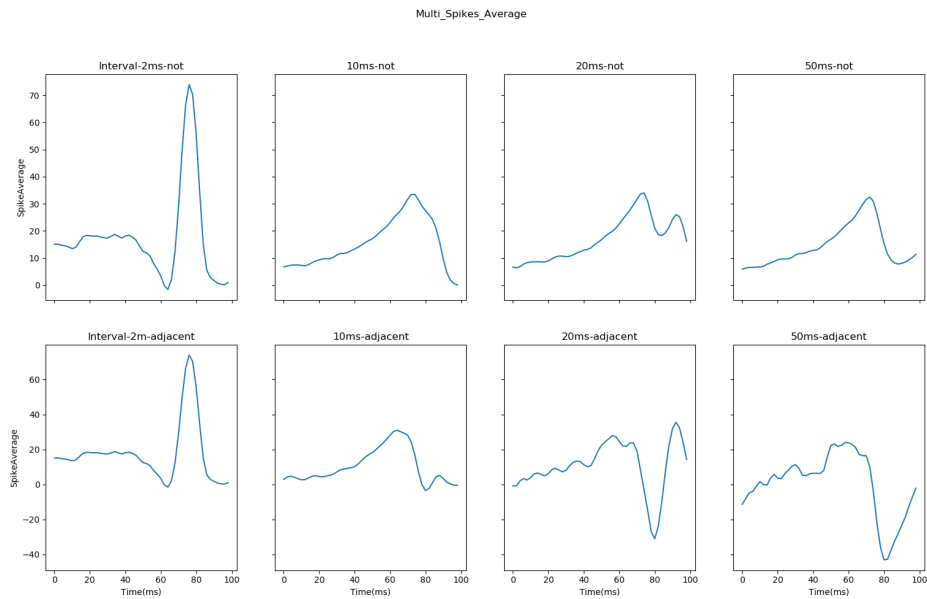 Multi_Spikes_Average
Interval-2ms-not
10ms-not
20ms-not
50ms-not
SpikeAverage
70
60
50
40
30
20
10
0
Interval-2m-adjacent
10ms-adjacent
20ms-adjacent
50ms-adjacent
SpikeAverage
60
40
20
0
−20
−40
0 20 40 60 80 100
0 20 40 60 80 100
0 20 40 60 80 100
0 20 40 60 80 100
Time(ms)
Time(ms)
Time(ms)
Time(ms)